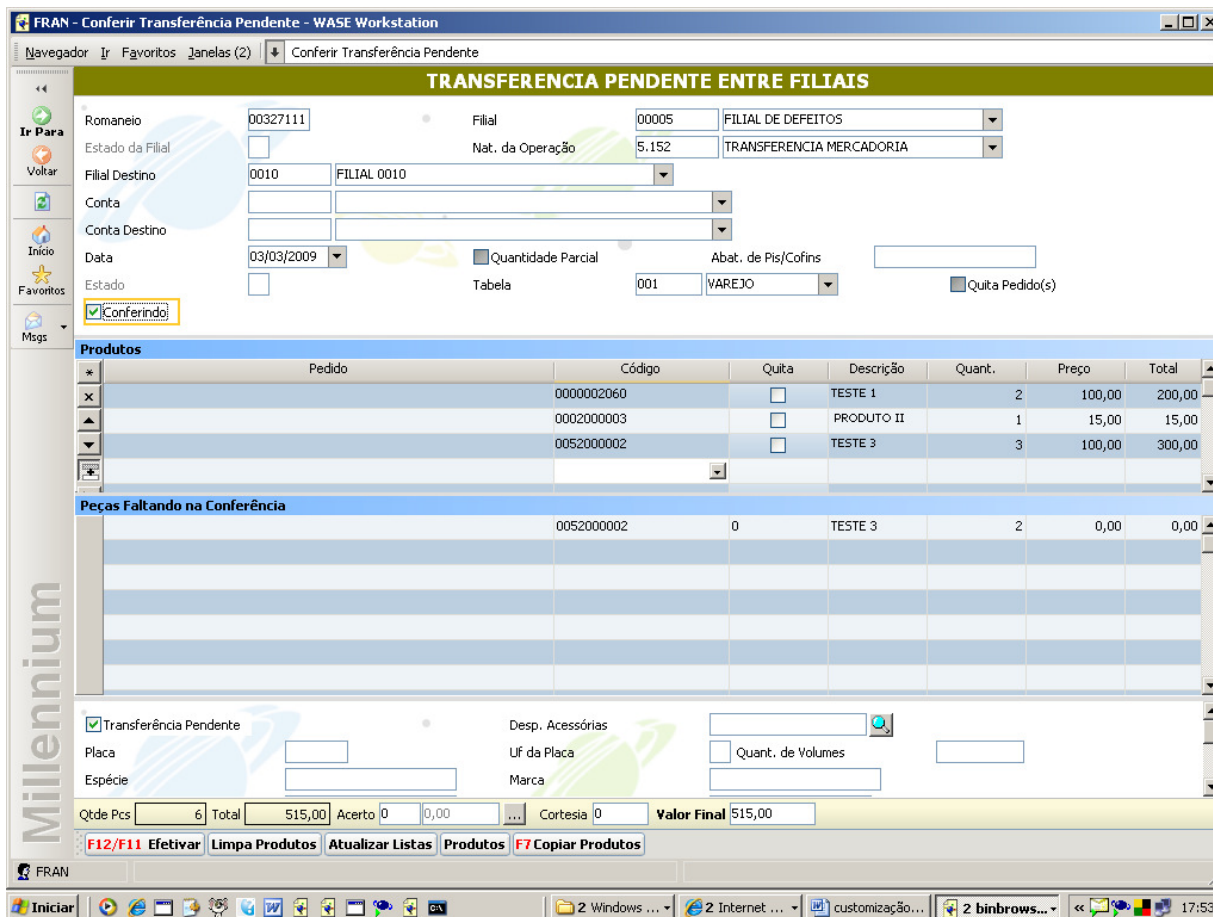 FRAN - Conferir Transferência Pendente - WASE Workstation
Navegador Ir Favoritos Janelas (2) Conferir Transferência Pendente
TRANSFERENCIA PENDENTE ENTRE FILIAIS
Ir Para
Voltar
Início
Favoritos
Msgs
Romaneio 00327111 Filial 00005 FILIAL DE DEFEITOS
Estado da Filial Nat. da Operação 5.152 TRANSFERENCIA MERCADORIA
Filial Destino 0010 FILIAL 0010
Conta
Conta Destino
Data 03/03/2009 Quantidade Parcial Abat. de Pis/Cofins
Estado Tabela 001 VAREJO Quita Pedido(s)
Conferindo
Produtos
* Pedido Código Quita Descrição Quant. Preço Total
0000002060 TESTE 1 2 100,00 200,00
0002000003 PRODUTO II 1 15,00 15,00
0052000002 TESTE 3 3 100,00 300,00
Peças Faltando na Conferência
0052000002 0 TESTE 3 2 0,00 0,00
Millennium
Transferência Pendente Desp. Acessórias
Placa Uf da Placa Quant. de Volumes
Espécie Marca
Qtde Pcs 6 Total 515,00 Acerto 0 0,00 ... Cortesia 0 Valor Final 515,00
F12/F11 Efetivar Limpa Produtos Atualizar Listas Produtos F7 Copiar Produtos
FRAN
Iniciar 2 Windows ... 2 Internet ... customização... 2 binbrows... « 17:53